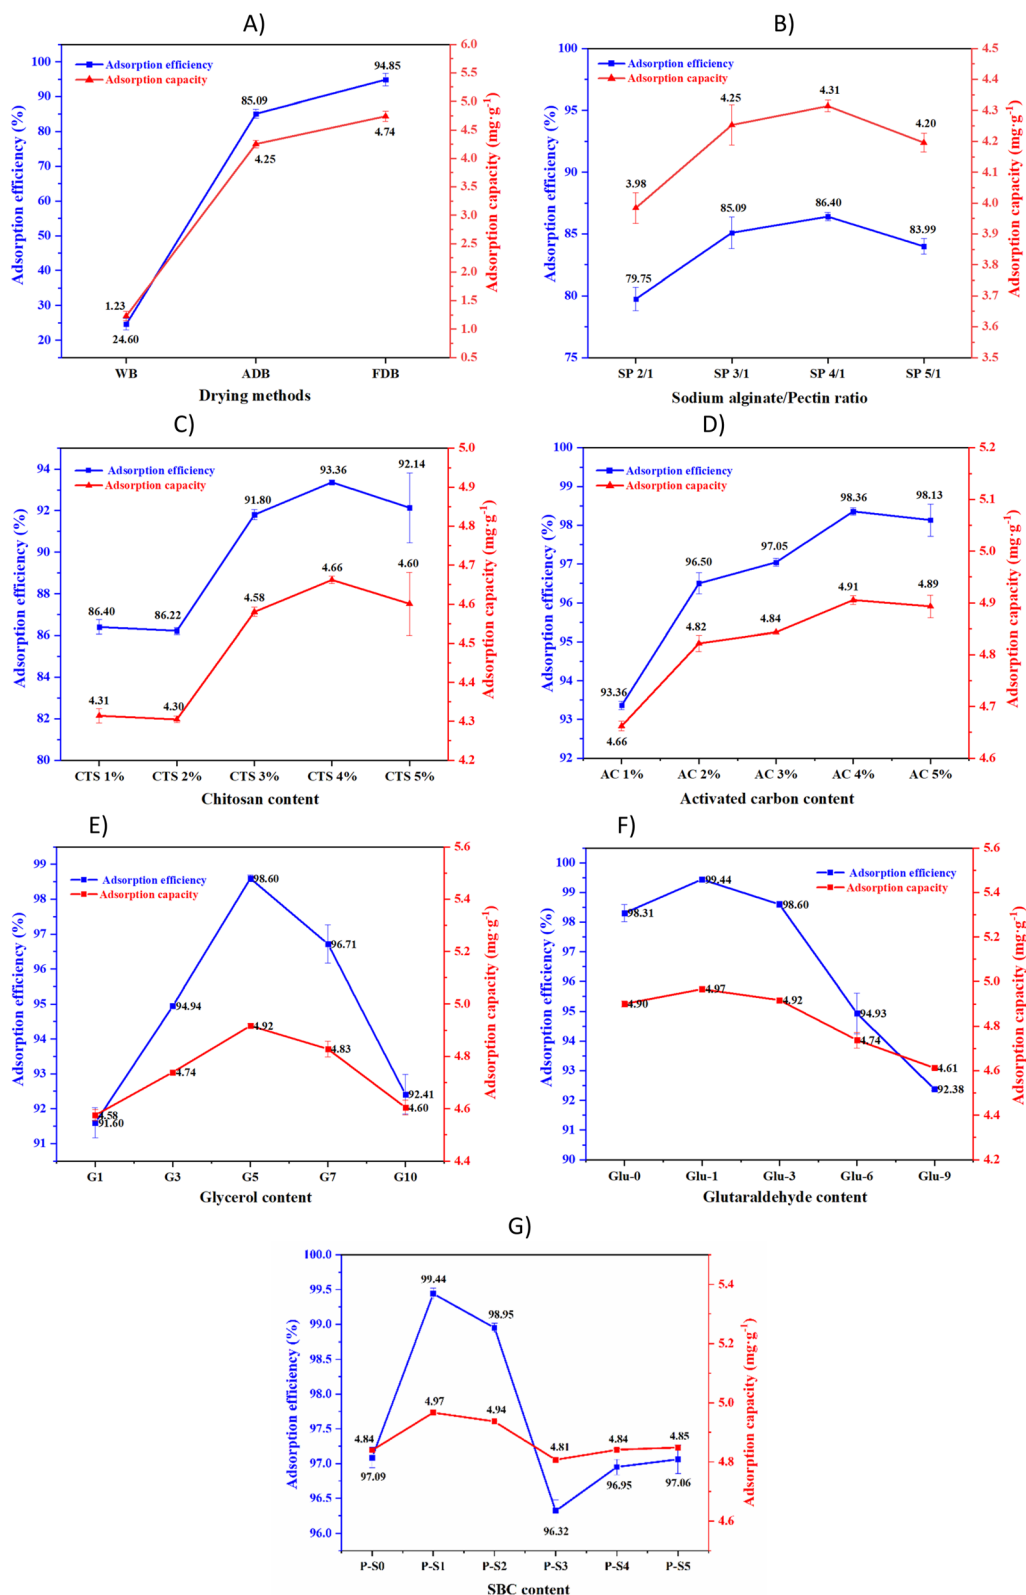 A)
Adsorption efficiency
Adsorption capacity
100
95
90
85
80
75
70
65
60
55
50
45
40
35
30
25
20
6.0
5.5
5.0
4.5
4.0
3.5
3.0
2.5
2.0
1.5
1.0
0.5
94.85
85.09
4.74
4.25
1.23
24.60
WB ADB FDB
Drying methods
Adsorption efficiency (%)
Adsorption capacity (mg·g⁻¹)
B)
Adsorption efficiency
Adsorption capacity
100
95
90
85
80
75
4.5
4.4
4.3
4.2
4.1
4.0
3.9
3.8
3.7
3.6
3.5
3.98 4.25 4.31 4.20
79.75 85.09 86.40 83.99
SP 2/1 SP 3/1 SP 4/1 SP 5/1
Sodium alginate/Pectin ratio
Adsorption efficiency (%)
Adsorption capacity (mg·g⁻¹)
C)
Adsorption efficiency
Adsorption capacity
94
92
90
88
86
84
82
80
5.0
4.9
4.8
4.7
4.6
4.5
4.4
4.3
4.2
86.40 86.22 91.80 93.36 92.14
4.31 4.30 4.58 4.66 4.60
CTS 1% CTS 2% CTS 3% CTS 4% CTS 5%
Chitosan content
Adsorption efficiency (%)
Adsorption capacity (mg·g⁻¹)
D)
Adsorption efficiency
Adsorption capacity
100
99
98
97
96
95
94
93
92
5.2
5.1
5.0
4.9
4.8
4.7
4.6
93.36 96.50 97.05 98.36 98.13
4.66 4.82 4.84 4.91 4.89
AC 1% AC 2% AC 3% AC 4% AC 5%
Activated carbon content
Adsorption efficiency (%)
Adsorption capacity (mg·g⁻¹)
E)
Adsorption efficiency
Adsorption capacity
99
98
97
96
95
94
93
92
91
5.6
5.4
5.2
5.0
4.8
4.6
4.4
91.60 94.94 98.60 96.71 92.41
4.58 4.74 4.92 4.83 4.60
G1 G3 G5 G7 G10
Glycerol content
Adsorption efficiency (%)
Adsorption capacity (mg·g⁻¹)
F)
Adsorption efficiency
Adsorption capacity
100
99
98
97
96
95
94
93
92
91
90
5.6
5.4
5.2
5.0
4.8
4.6
4.4
4.2
98.31 99.44 98.60 94.93 92.38
4.90 4.97 4.92 4.74 4.61
Glu-0 Glu-1 Glu-3 Glu-6 Glu-9
Glutaraldehyde content
Adsorption efficiency (%)
Adsorption capacity (mg·g⁻¹)
G)
100.0
99.5
99.0
98.5
98.0
97.5
97.0
96.5
96.0
5.4
5.2
5.0
4.8
4.6
97.09 99.44 98.95 96.32 96.95 97.06
4.84 4.97 4.94 4.81 4.84 4.85
P-S0 P-S1 P-S2 P-S3 P-S4 P-S5
SBC content
Adsorption efficiency (%)
Adsorption capacity (mg·g⁻¹)